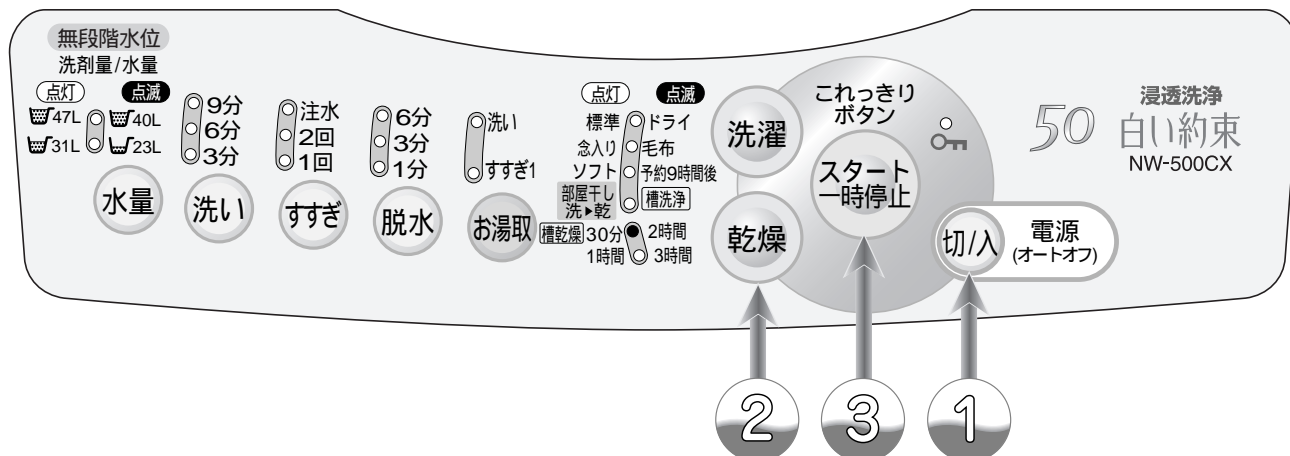 無段階水位
洗剤量/水量
点灯 点滅
47L 40L
31L 23L
水量
9分
6分
3分
洗い
注水
2回
1回
すすぎ
6分
3分
1分
脱水
洗い
すすぎ1
お湯取
点灯 点滅
標準 ドライ
念入り 毛布
ソフト 予約9時間後
部屋干し
洗▶乾 槽洗浄
槽乾燥 30分 2時間
1時間 3時間
洗濯
乾燥
これっきり
ボタン
スタート
一時停止
切/入
電源
(オートオフ)
50
浸透洗浄
白い約束
NW-500CX
2 3 1